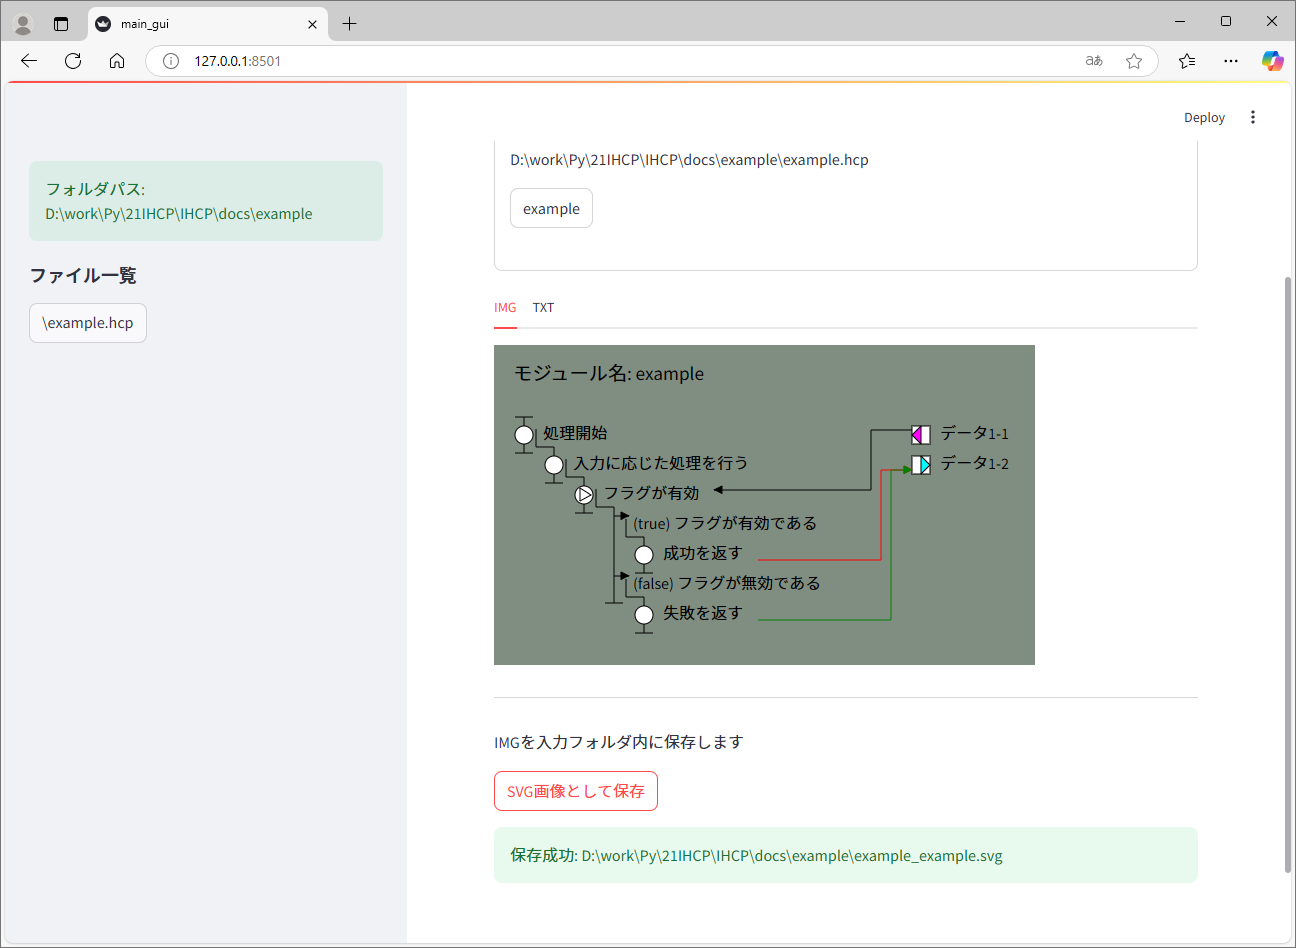 main_gui
127.0.0.1:8501
aあ
Deploy
フォルダパス:
D:\work\Py\21IHCP\IHCP\docs\example
ファイル一覧
\example.hcp
D:\work\Py\21IHCP\IHCP\docs\example\example.hcp
example
IMG TXT
モジュール名: example
処理開始 データ1-1
入力に応じた処理を行う データ1-2
フラグが有効
(true) フラグが有効である
成功を返す
(false) フラグが無効である
失敗を返す
IMGを入力フォルダ内に保存します
SVG画像として保存
保存成功: D:\work\Py\21IHCP\IHCP\docs\example\example_example.svg